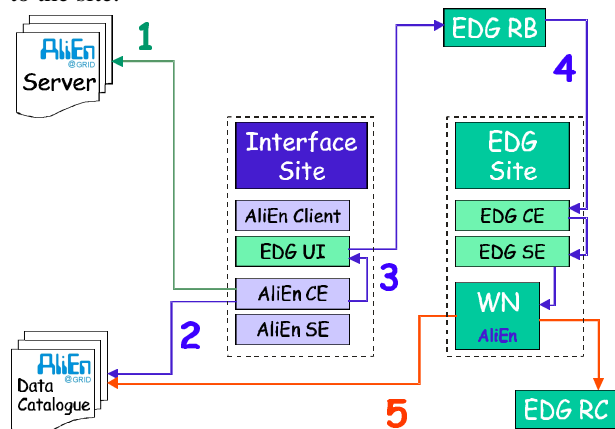 to the site.
AliEn
@GRID
Server
1
EDG RB
4
Interface
Site
EDG
Site
AliEn Client
EDG CE
EDG UI
EDG SE
3
AliEn CE
WN
AliEn
2
AliEn SE
AliEn
@GRID
Data
Catalogue
5
EDG RC